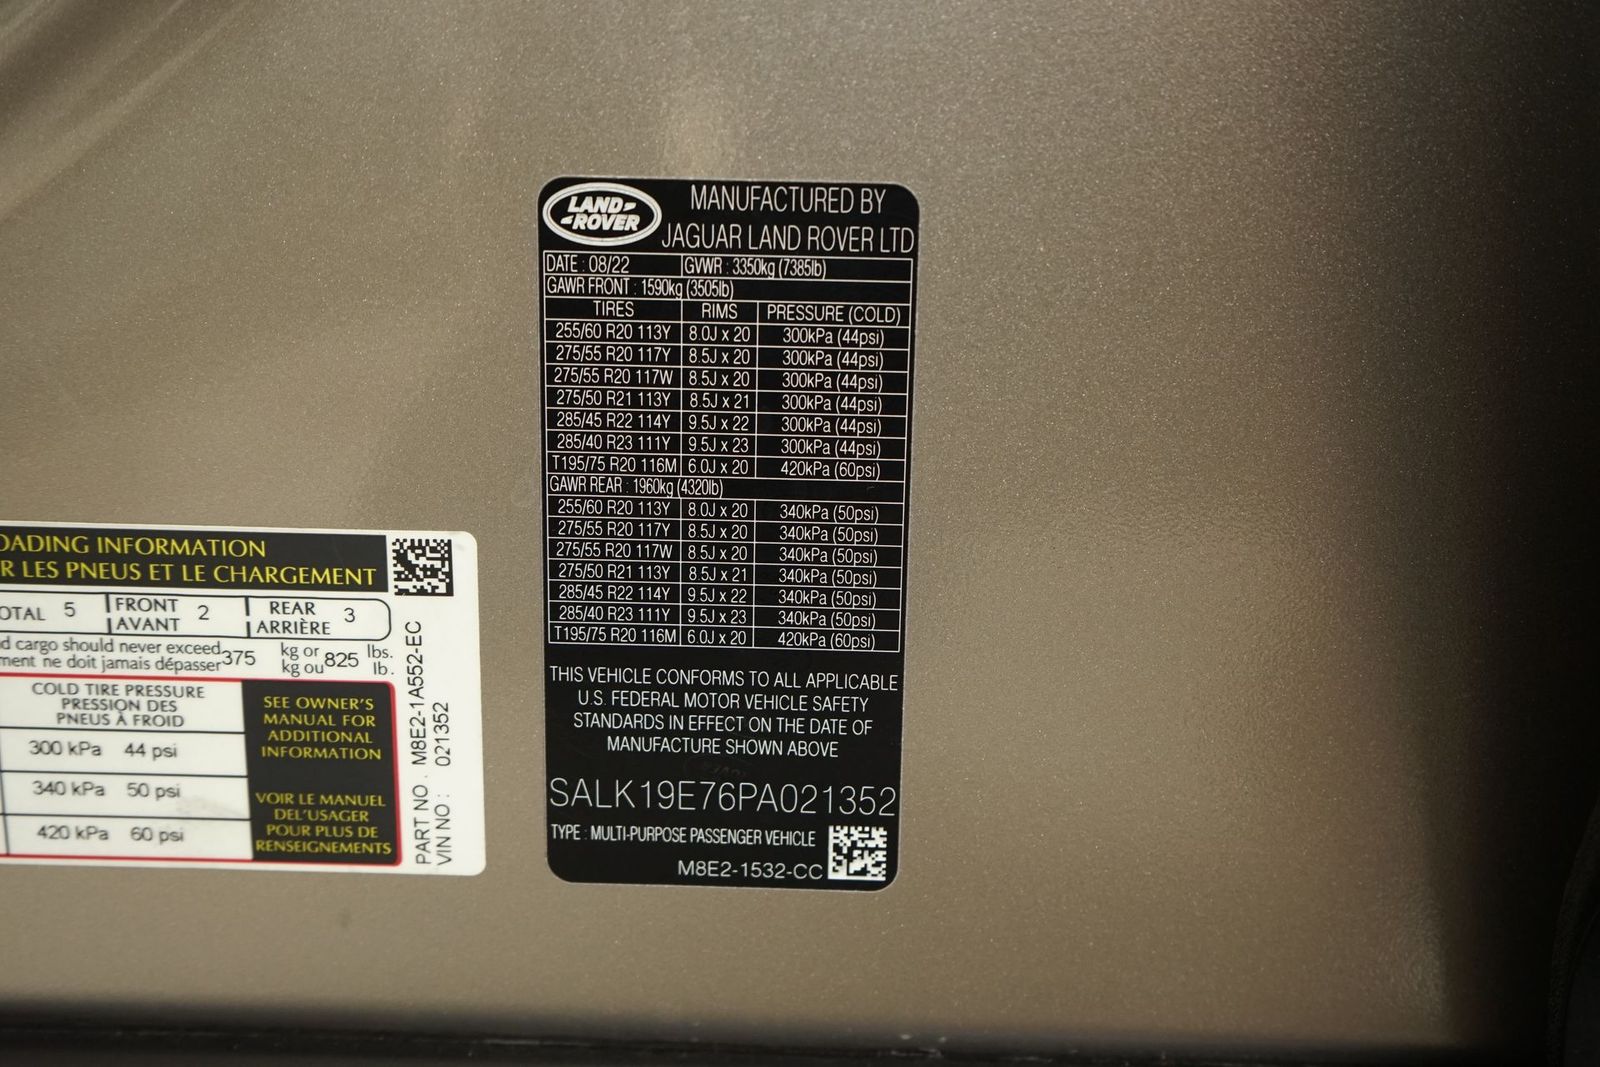 LAND
ROVER
MANUFACTURED BY
JAGUAR LAND ROVER LTD
DATE : 08/22 GVWR : 3350kg (7385lb)
GAWR FRONT : 1590kg (3505lb)
TIRES RIMS PRESSURE (COLD)
255/60 R20 113Y 8.0J x 20 300kPa (44psi)
275/55 R20 117Y 8.5J x 20 300kPa (44psi)
275/55 R20 117W 8.5J x 20 300kPa (44psi)
275/50 R21 113Y 8.5J x 21 300kPa (44psi)
285/45 R22 114Y 9.5J x 22 300kPa (44psi)
285/40 R23 111Y 9.5J x 23 300kPa (44psi)
T195/75 R20 116M 6.0J x 20 420kPa (60psi)
GAWR REAR : 1960kg (4320lb)
255/60 R20 113Y 8.0J x 20 340kPa (50psi)
275/55 R20 117Y 8.5J x 20 340kPa (50psi)
275/55 R20 117W 8.5J x 20 340kPa (50psi)
275/50 R21 113Y 8.5J x 21 340kPa (50psi)
285/45 R22 114Y 9.5J x 22 340kPa (50psi)
285/40 R23 111Y 9.5J x 23 340kPa (50psi)
T195/75 R20 116M 6.0J x 20 420kPa (60psi)
THIS VEHICLE CONFORMS TO ALL APPLICABLE
U.S. FEDERAL MOTOR VEHICLE SAFETY
STANDARDS IN EFFECT ON THE DATE OF
MANUFACTURE SHOWN ABOVE
SALK19E76PA021352
TYPE : MULTI-PURPOSE PASSENGER VEHICLE
M8E2-1532-CC
OADING INFORMATION
R LES PNEUS ET LE CHARGEMENT
OTAL 5 FRONT AVANT 2 REAR ARRIÈRE 3
d cargo should never exceed 375 kg or 825 lbs.
ment ne doit jamais dépasser kg ou lb.
COLD TIRE PRESSURE
PRESSION DES
PNEUS À FROID
300 kPa 44 psi
340 kPa 50 psi
420 kPa 60 psi
SEE OWNER'S
MANUAL FOR
ADDITIONAL
INFORMATION
VOIR LE MANUEL
DEL'USAGER
POUR PLUS DE
RENSEIGNEMENTS
PART NO. M8E2-1A552-EC
VIN NO : 021352